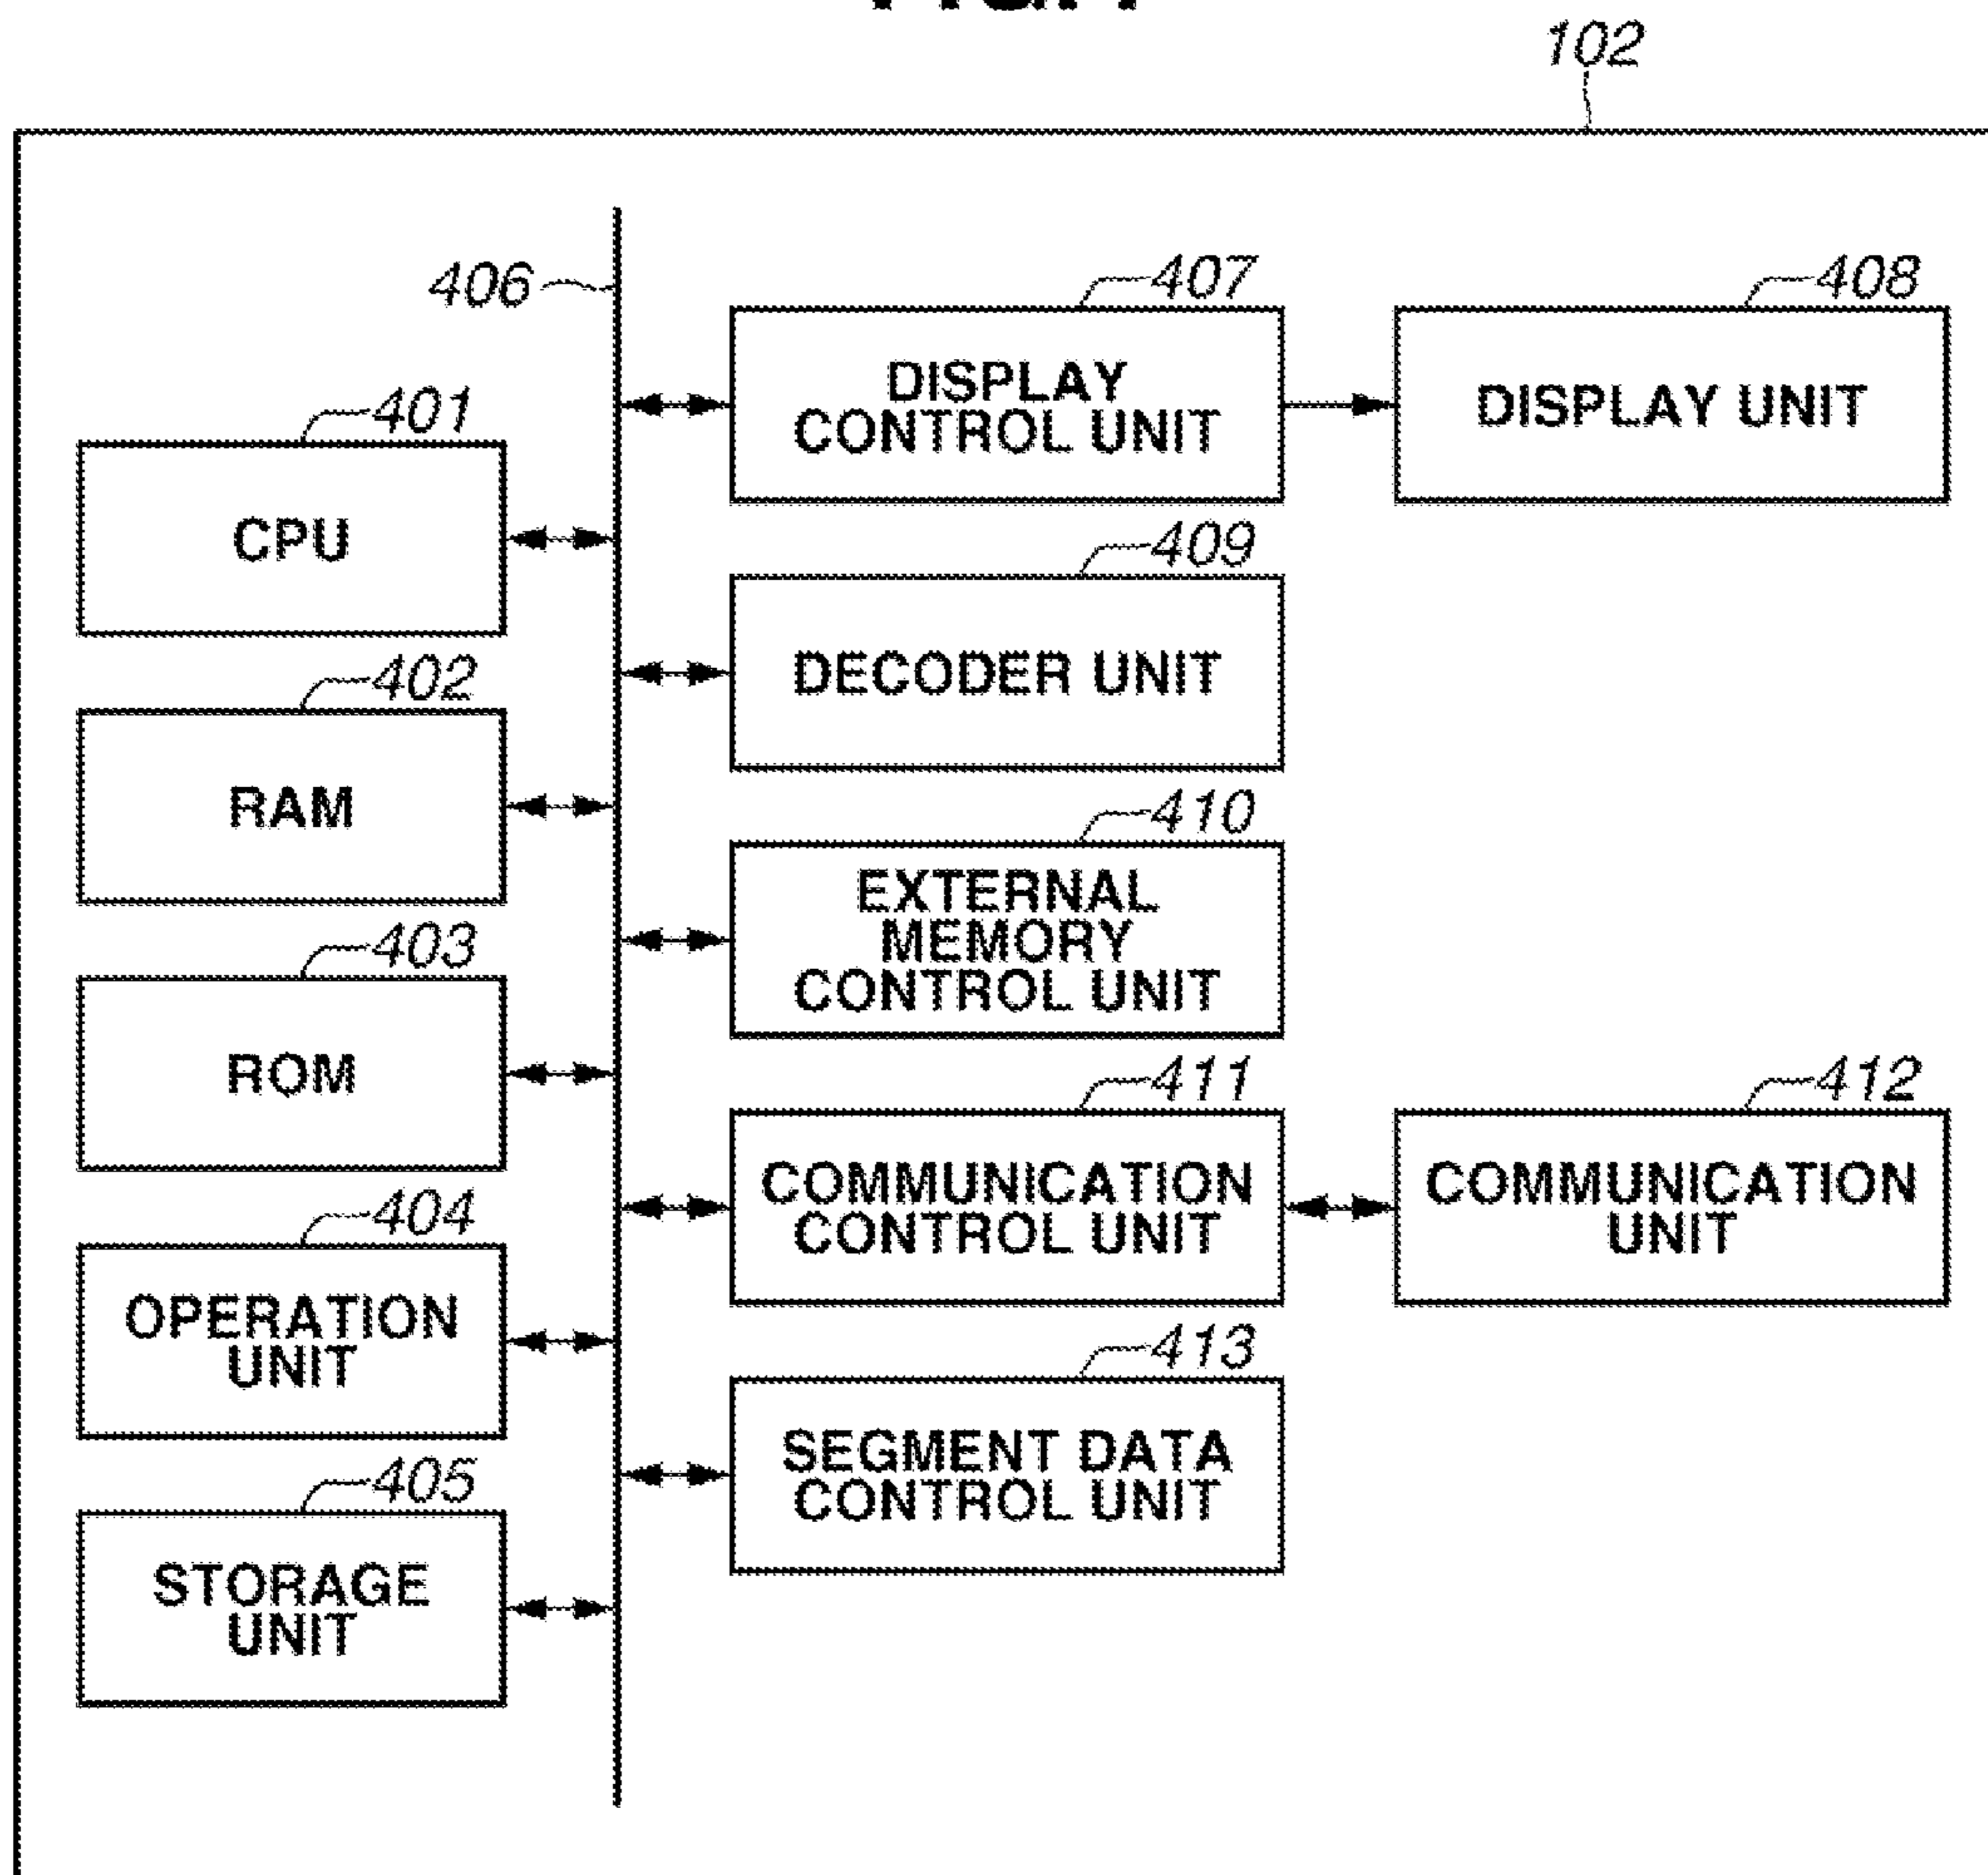 102
406
407
DISPLAY
CONTROL UNIT
408
DISPLAY UNIT
401
CPU
409
DECODER UNIT
402
RAM
410
EXTERNAL
MEMORY
CONTROL UNIT
403
ROM
411
COMMUNICATION
CONTROL UNIT
412
COMMUNICATION
UNIT
404
OPERATION
UNIT
413
SEGMENT DATA
CONTROL UNIT
405
STORAGE
UNIT